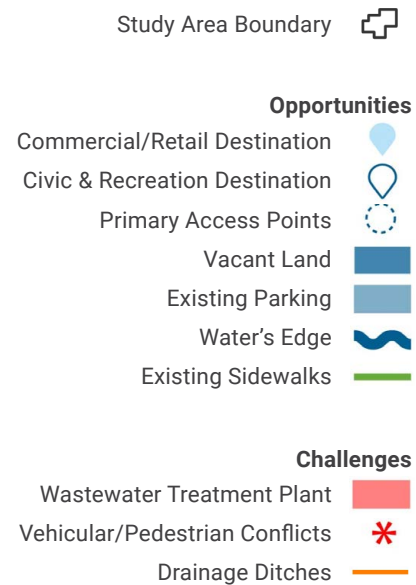 Study Area Boundary
Opportunities
Commercial/Retail Destination
Civic & Recreation Destination
Primary Access Points
Vacant Land
Existing Parking
Water's Edge
Existing Sidewalks
Challenges
Wastewater Treatment Plant
Vehicular/Pedestrian Conflicts
Drainage Ditches